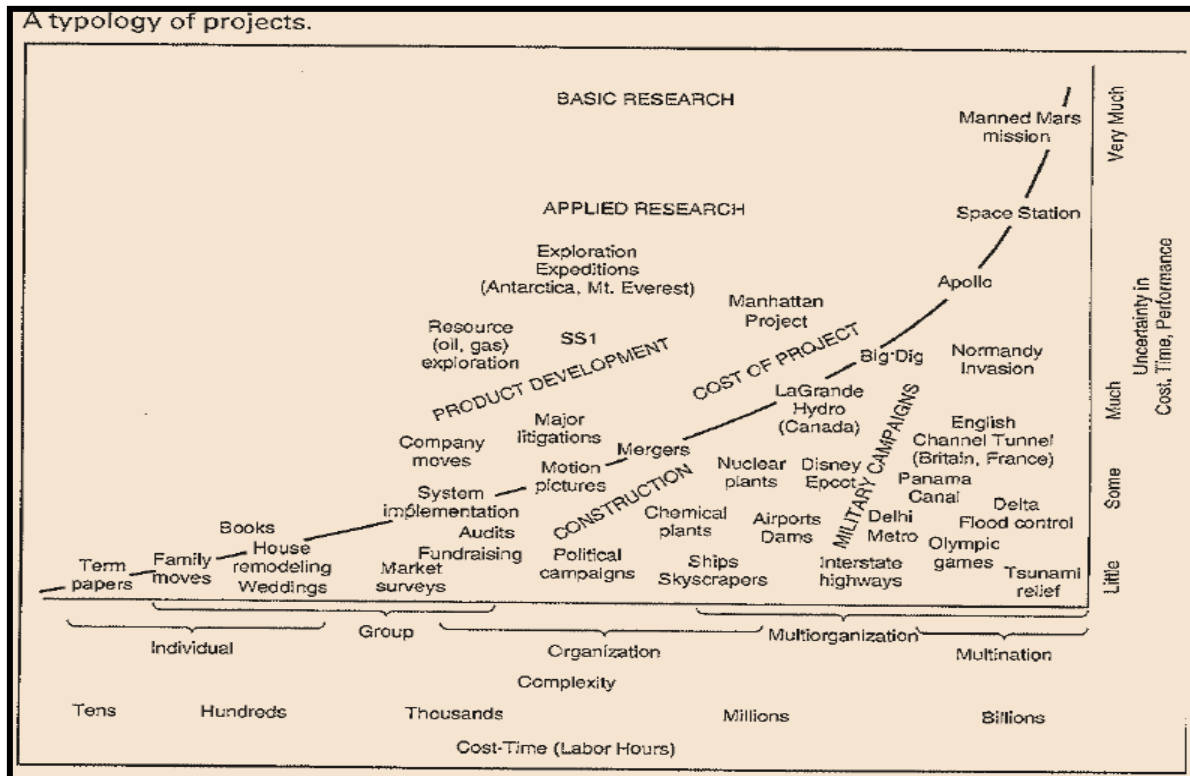 A typology of projects.
BASIC RESEARCH
Manned Mars
mission
Very Much
APPLIED RESEARCH
Space Station
Exploration
Expeditions
(Antarctica, Mt. Everest)
Apollo
Manhattan
Project
Uncertainty in
Cost, Time, Performance
Resource
(oil, gas)
exploration
SS1
PRODUCT DEVELOPMENT
COST OF PROJECT
Big-Dig
Normandy
Invasion
Much
LaGrande
Hydro
(Canada)
MILITARY CAMPAIGNS
Major
litigations
English
Channel Tunnel
(Britain, France)
Company
moves
Mergers
Motion
pictures
Nuclear
plants
Disney
Epcot
Panama
Canal
Some
System
implementation
CONSTRUCTION
Chemical
plants
Airports
Dams
Delhi
Metro
Delta
Flood control
Books
Audits
House
remodeling
Fundraising
Political
campaigns
Ships
Skyscrapers
Interstate
highways
Olympic
games
Term
papers
Family
moves
Weddings
Market
surveys
Tsunami
relief
Little
Individual
Group
Organization
Multiorganization
Multination
Complexity
Tens
Hundreds
Thousands
Millions
Billions
Cost-Time (Labor Hours)